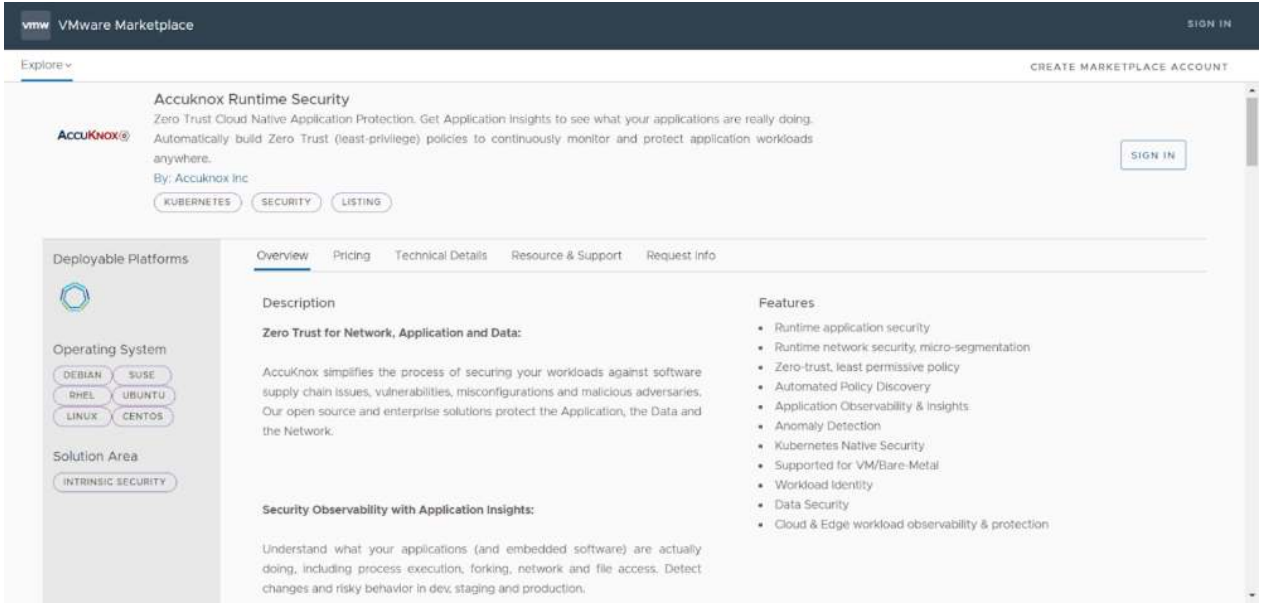 vmw VMware Marketplace
SIGN IN
Explore
CREATE MARKETPLACE ACCOUNT
ACCUKNOX
Accuknox Runtime Security
Zero Trust Cloud Native Application Protection. Get Application Insights to see what your applications are really doing.
Automatically build Zero Trust (least-privilege) policies to continuously monitor and protect application workloads
anywhere.
By: Accuknox Inc
KUBERNETES SECURITY LISTING
SIGN IN
Deployable Platforms
Operating System
DEBIAN SUSE
RHEL UBUNTU
LINUX CENTOS
Solution Area
INTRINSIC SECURITY
Overview Pricing Technical Details Resource & Support Request Info
Description
Zero Trust for Network, Application and Data:
AccuKnox simplifies the process of securing your workloads against software
supply chain issues, vulnerabilities, misconfigurations and malicious adversaries.
Our open source and enterprise solutions protect the Application, the Data and
the Network.
Security Observability with Application Insights:
Understand what your applications (and embedded software) are actually
doing, including process execution, forking, network and file access. Detect
changes and risky behavior in dev, staging and production.
Features
• Runtime application security
• Runtime network security, micro-segmentation
• Zero-trust, least permissive policy
• Automated Policy Discovery
• Application Observability & Insights
• Anomaly Detection
• Kubernetes Native Security
• Supported for VM/Bare-Metal
• Workload Identity
• Data Security
• Cloud & Edge workload observability & protection